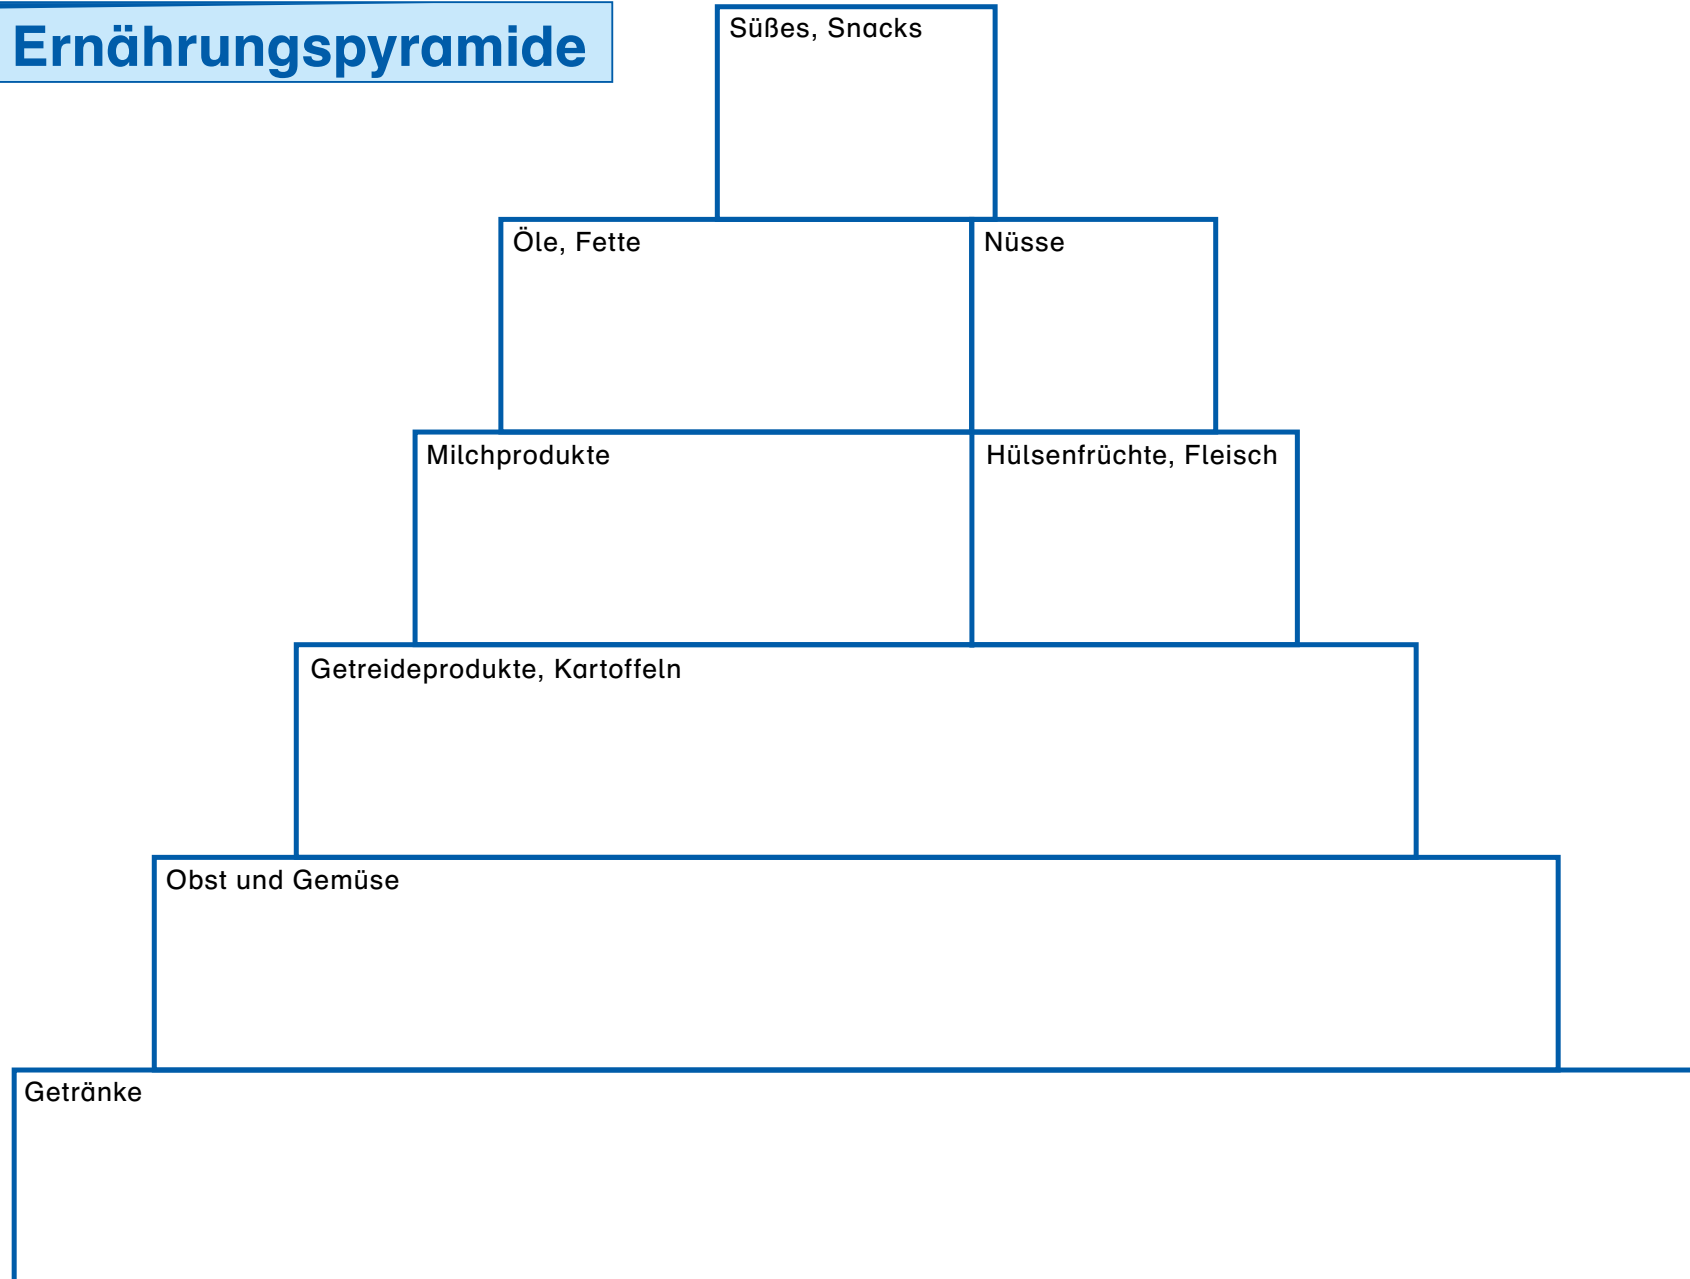 Ernährungspyramide
Süßes, Snacks
Öle, Fette
Nüsse
Milchprodukte
Hülsenfrüchte, Fleisch
Getreideprodukte, Kartoffeln
Obst und Gemüse
Getränke